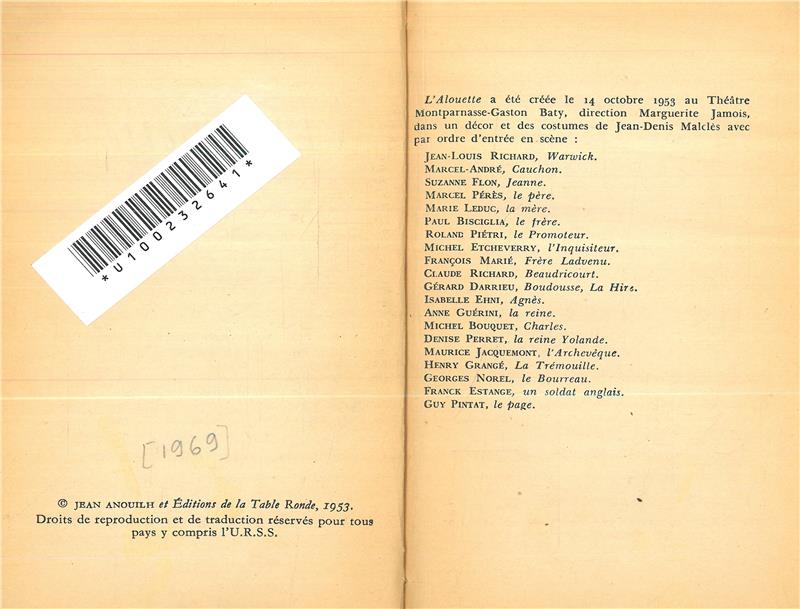 *U100232641*
[1969]
© JEAN ANOUILH et Éditions de la Table Ronde, 1953.
Droits de reproduction et de traduction réservés pour tous
pays y compris l'U.R.S.S.
L'Alouette a été créée le 14 octobre 1953 au Théâtre
Montparnasse-Gaston Baty, direction Marguerite Jamois,
dans un décor et des costumes de Jean-Denis Malclès avec
par ordre d'entrée en scène :
JEAN-LOUIS RICHARD, Warwick.
MARCEL-ANDRÉ, Cauchon.
SUZANNE FLON, Jeanne.
MARCEL PÉRÈS, le père.
MARIE LEDUC, la mère.
PAUL BISCIGLIA, le frère.
ROLAND PIÉTRI, le Promoteur.
MICHEL ETCHEVERRY, l'Inquisiteur.
FRANÇOIS MARIÉ, Frère Ladvenu.
CLAUDE RICHARD, Beaudricourt.
GÉRARD DARRIEU, Boudousse, La Hire.
ISABELLE EHNI, Agnès.
ANNE GUÉRINI, la reine.
MICHEL BOUQUET, Charles.
DENISE PERRET, la reine Yolande.
MAURICE JACQUEMONT, l'Archevêque.
HENRY GRANGÉ, La Trémouille.
GEORGES NOREL, le Bourreau.
FRANCK ESTANGE, un soldat anglais.
GUY PINTAT, le page.